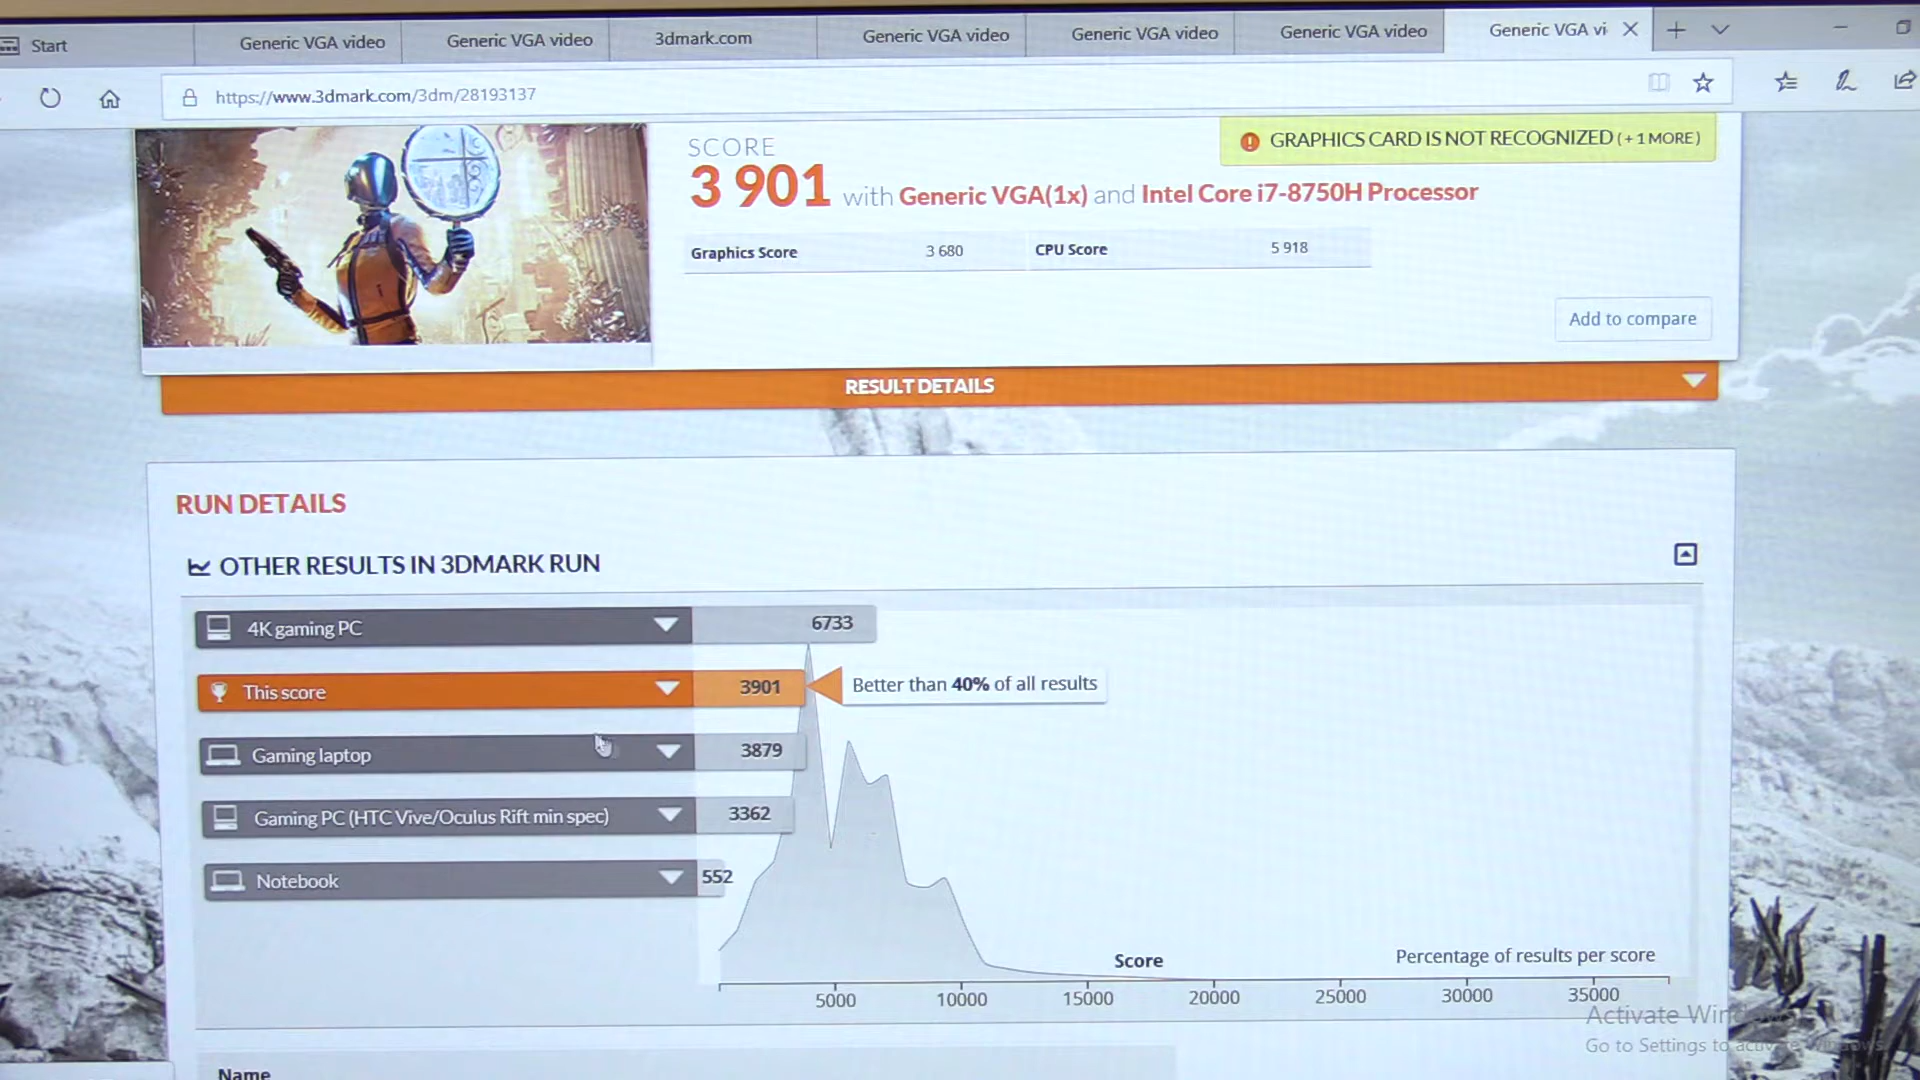 Start
Generic VGA video
Generic VGA video
3dmark.com
Generic VGA video
Generic VGA video
Generic VGA video
Generic VGA vi
https://www.3dmark.com/3dm/28193137
GRAPHICS CARD IS NOT RECOGNIZED (+ 1 MORE)
SCORE
3 901 with Generic VGA(1x) and Intel Core i7-8750H Processor
Graphics Score 3 680 CPU Score 5 918
Add to compare
RESULT DETAILS
RUN DETAILS
OTHER RESULTS IN 3DMARK RUN
4K gaming PC 6733
This score 3901 Better than 40% of all results
Gaming laptop 3879
Gaming PC (HTC Vive/Oculus Rift min spec) 3362
Notebook 552
Score Percentage of results per score
5000 10000 15000 20000 25000 30000 35000
Activate Windows
Go to Settings to activate Windows
Name